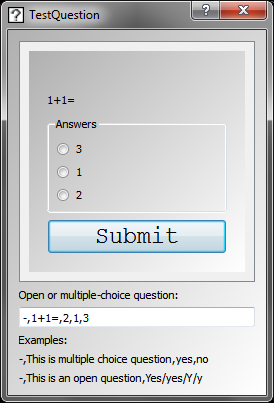 TestQuestion
1+1=
Answers
3
1
2
Submit
Open or multiple-choice question:
-,1+1=,2,1,3
Examples:
-,This is multiple choice question,yes,no
-,This is an open question,Yes/yes/Y/y